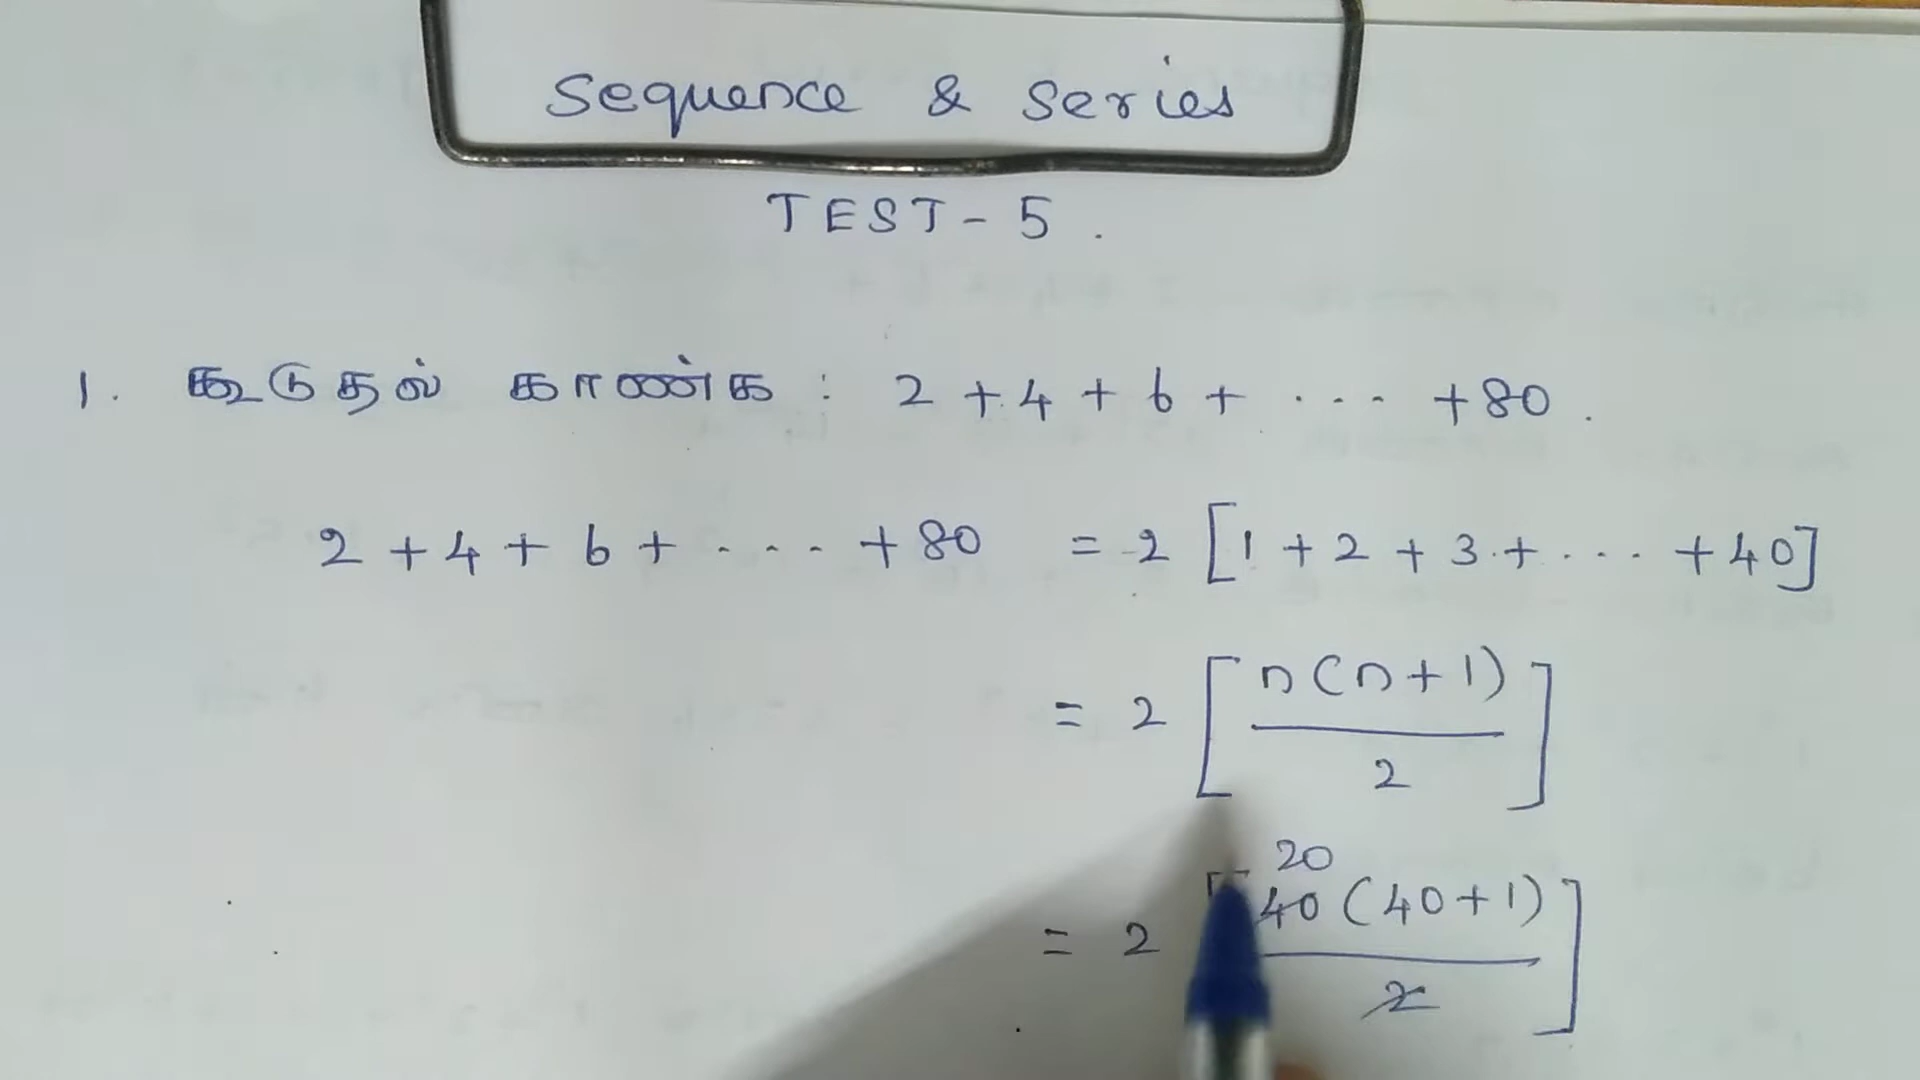 Sequence & Series
TEST - 5.
1. கூடுதல் காண்க : 2 + 4 + 6 + ... + 80.
2 + 4 + 6 + ... + 80 = 2 [1 + 2 + 3 + ... + 40]
= 2 [n(n+1) / 2]
20
= 2 [40(40+1) / 2]